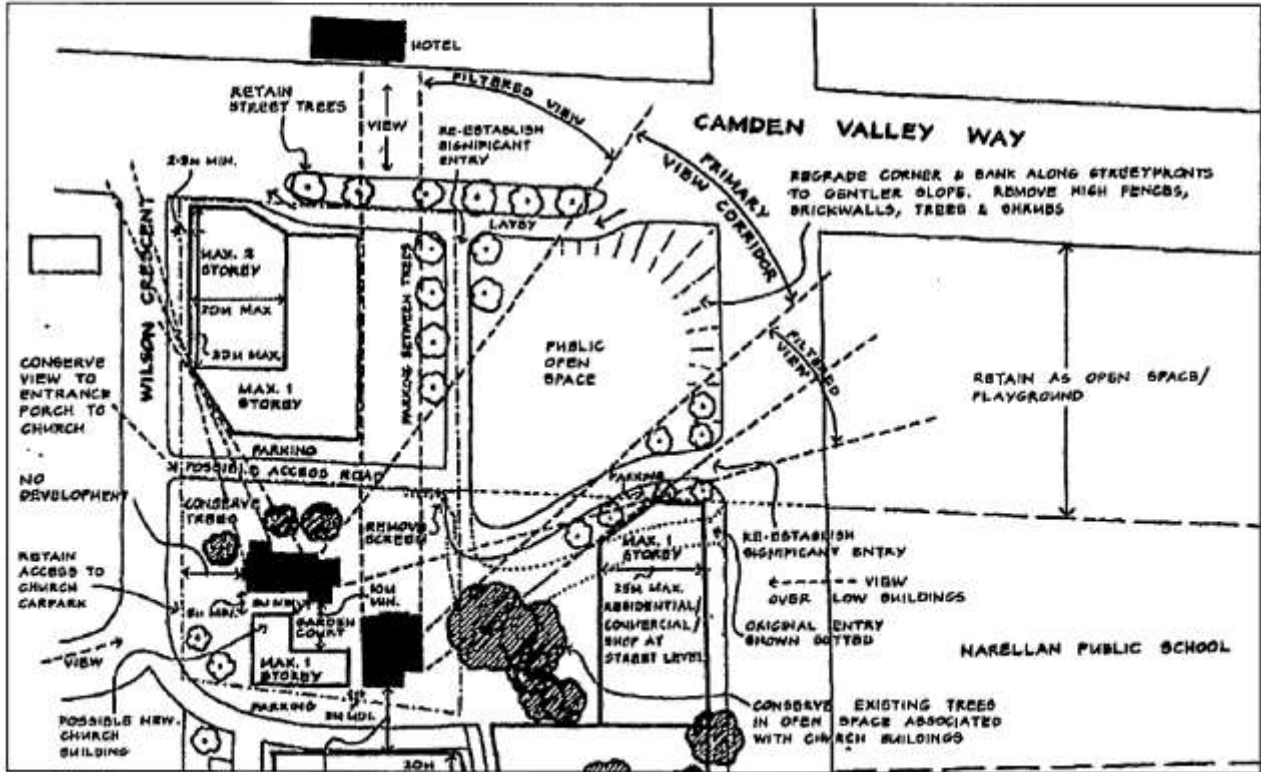 HOTEL
RETAIN
STREET TREES
VIEW
FILTERED VIEW
RE-ESTABLISH
SIGNIFICANT
ENTRY
CAMDEN VALLEY WAY
PRIMARY
VIEW CORRIDOR
REGRADE CORNER & BANK ALONG STREETFRONTS
TO GENTLER SLOPE. REMOVE HIGH FENCES,
BRICKWALLS, TREES & SHRUBS
WILSON CRESCENT
LAYBY
MAX. 2
STOREY
20M MAX
MAX.
MAX. 1
STOREY
PARKING BETWEEN TREES
PUBLIC
OPEN
SPACE
FILTERED
VIEW
RETAIN AS OPEN SPACE/
PLAYGROUND
CONSERVE
VIEW TO
ENTRANCE
PORCH TO
CHURCH
PARKING
POSSIBLE ACCESS ROAD
NO
DEVELOPMENT
CONSERVE
TREES
REMOVE
SCREEN
PARKING
RETAIN
ACCESS TO
CHURCH
CARPARK
RE-ESTABLISH
SIGNIFICANT ENTRY
VIEW
OVER LOW BUILDINGS
ORIGINAL ENTRY
SHOWN DOTTED
MAX. 1
STOREY
25M MAX.
RESIDENTIAL/
COMMERCIAL/
SHOP AT
STREET LEVEL
10M
MIN.
GARDEN
COURT
MAX. 1
STOREY
VIEW
PARKING
NARELLAN PUBLIC SCHOOL
POSSIBLE NEW.
CHURCH
BUILDING
CONSERVE EXISTING TREES
IN OPEN SPACE ASSOCIATED
WITH CHURCH BUILDINGS
20M